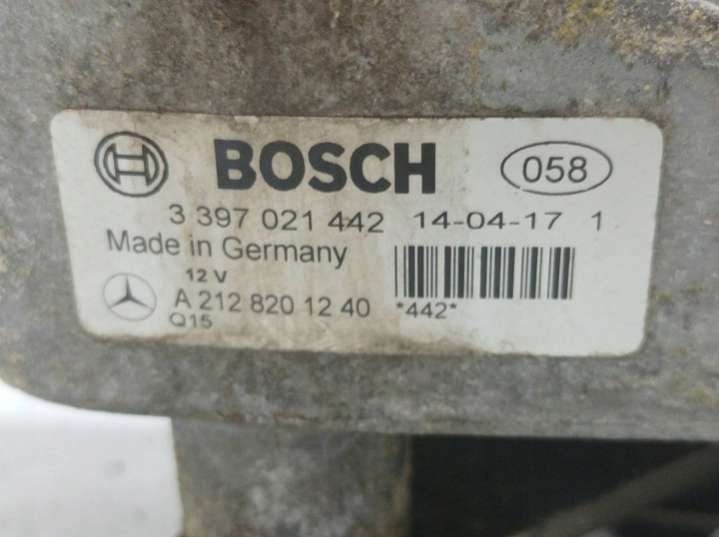 BOSCH 058
3 397 021 442 14-04-17 1
Made in Germany
12 V
A 212 820 12 40 *442*
Q15